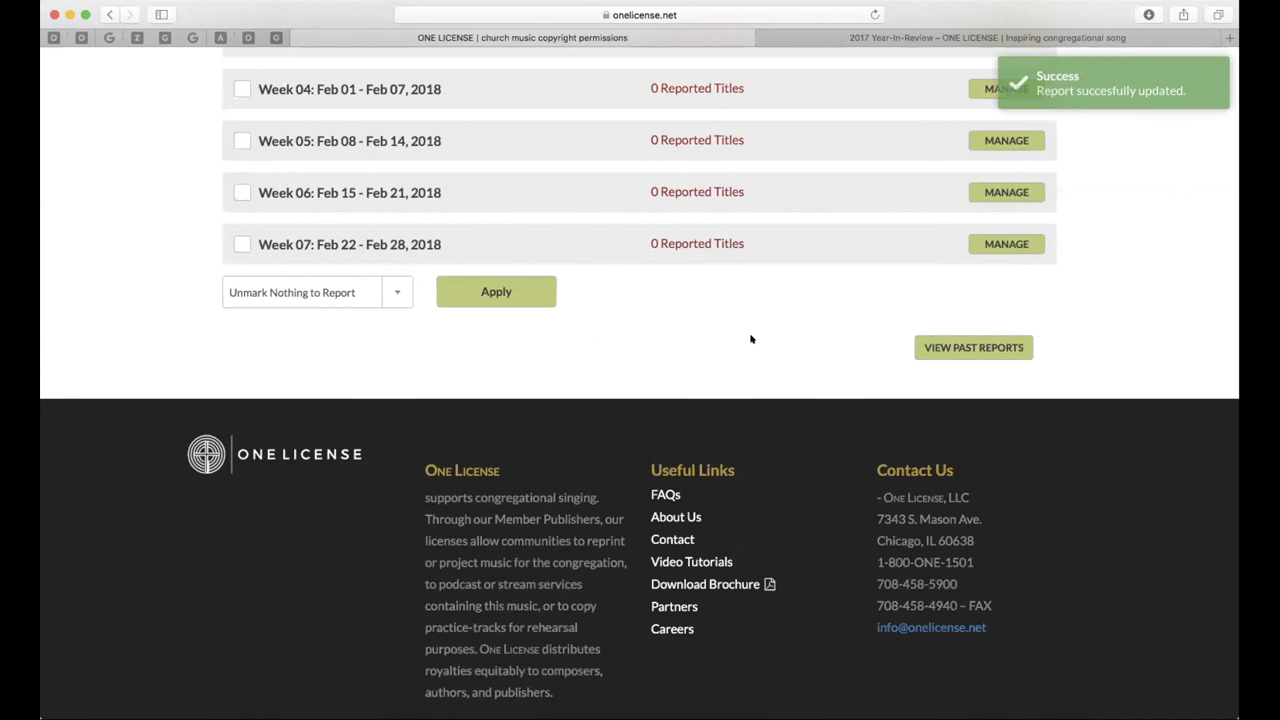 onelicense.net
D
O
G
Z
C
G
A
O
G
ONE LICENSE | church music copyright permissions
2017 Year-In-Review – ONE LICENSE | Inspiring congregational song
Success
Report succesfully updated.
Week 04: Feb 01 - Feb 07, 2018 0 Reported Titles
Week 05: Feb 08 - Feb 14, 2018 0 Reported Titles MANAGE
Week 06: Feb 15 - Feb 21, 2018 0 Reported Titles MANAGE
Week 07: Feb 22 - Feb 28, 2018 0 Reported Titles MANAGE
Unmark Nothing to Report Apply
VIEW PAST REPORTS
ONE LICENSE
ONE LICENSE
supports congregational singing.
Through our Member Publishers, our
licenses allow communities to reprint
or project music for the congregation,
to podcast or stream services
containing this music, or to copy
practice-tracks for rehearsal
purposes. ONE LICENSE distributes
royalties equitably to composers,
authors, and publishers.
Useful Links
FAQs
About Us
Contact
Video Tutorials
Download Brochure
Partners
Careers
Contact Us
- ONE LICENSE, LLC
7343 S. Mason Ave.
Chicago, IL 60638
1-800-ONE-1501
708-458-5900
708-458-4940 – FAX
info@onelicense.net